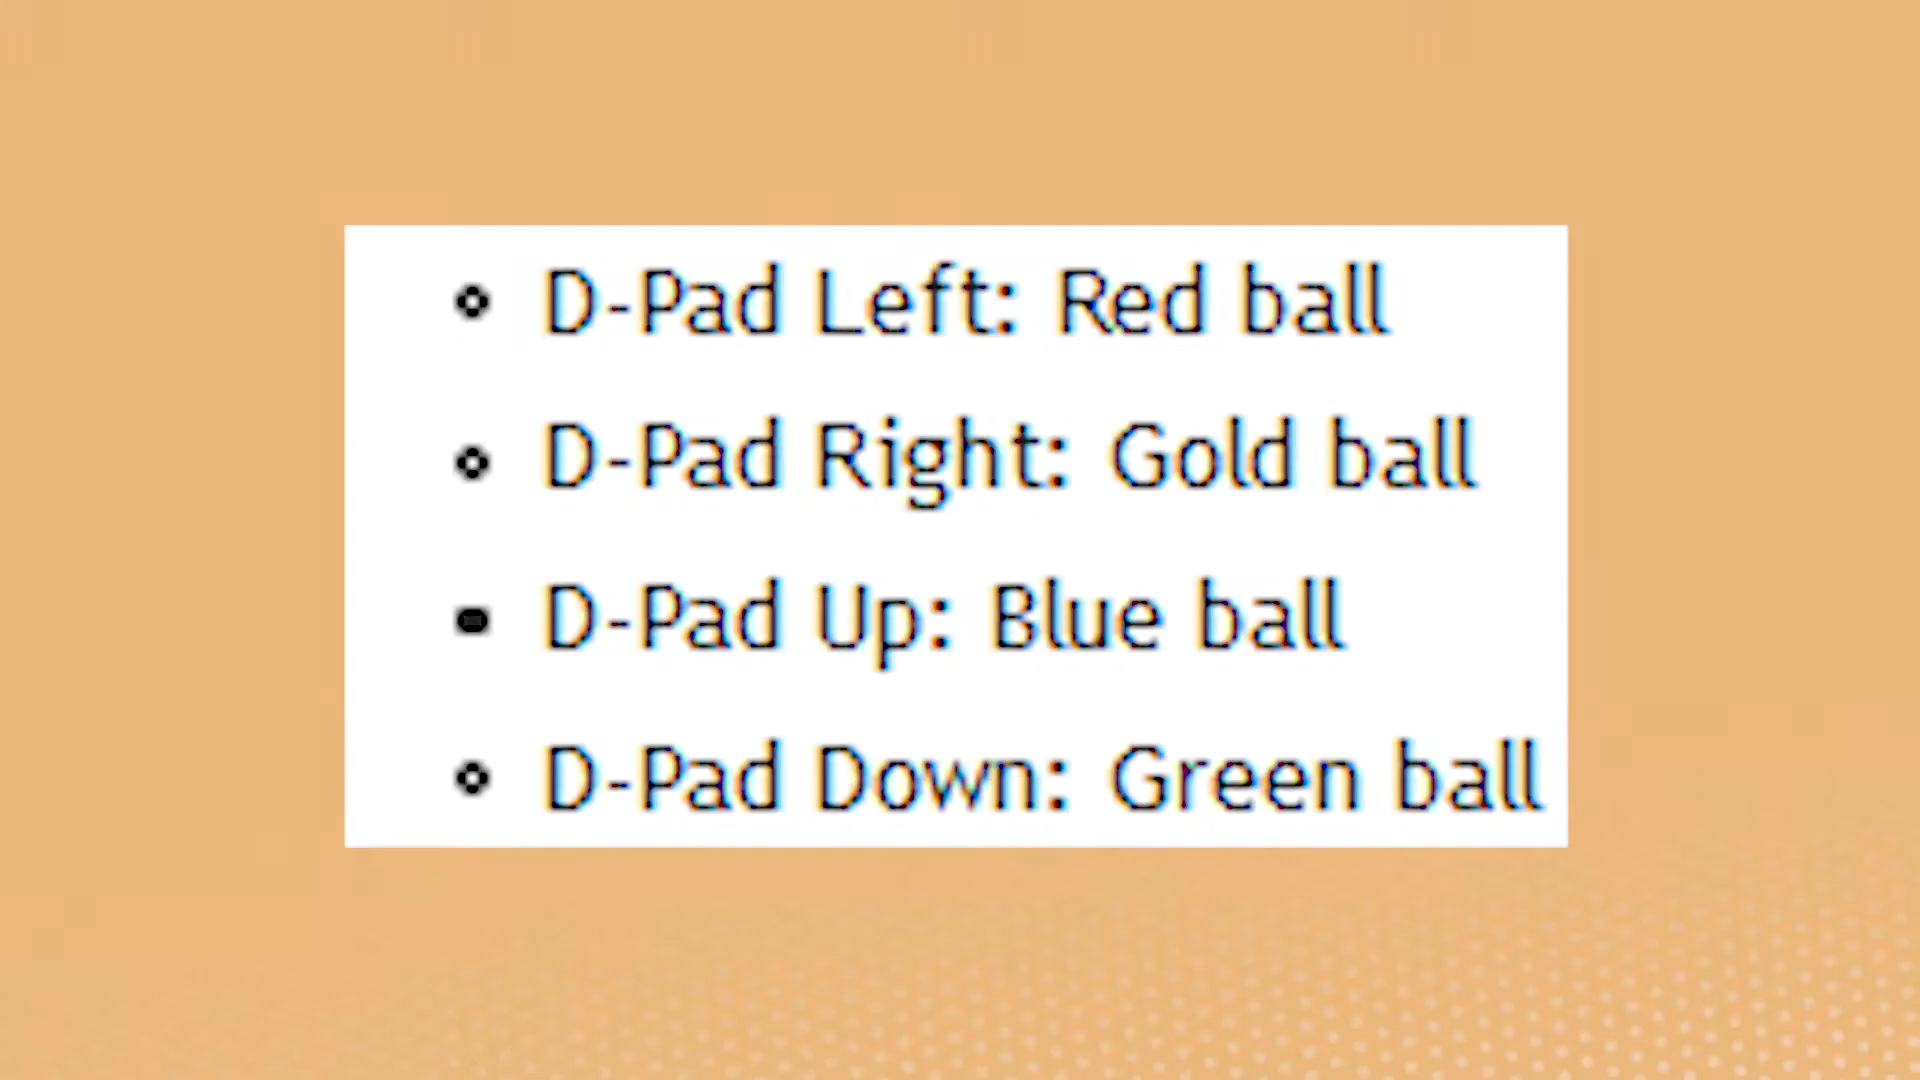 D-Pad Left: Red ball
D-Pad Right: Gold ball
D-Pad Up: Blue ball
D-Pad Down: Green ball